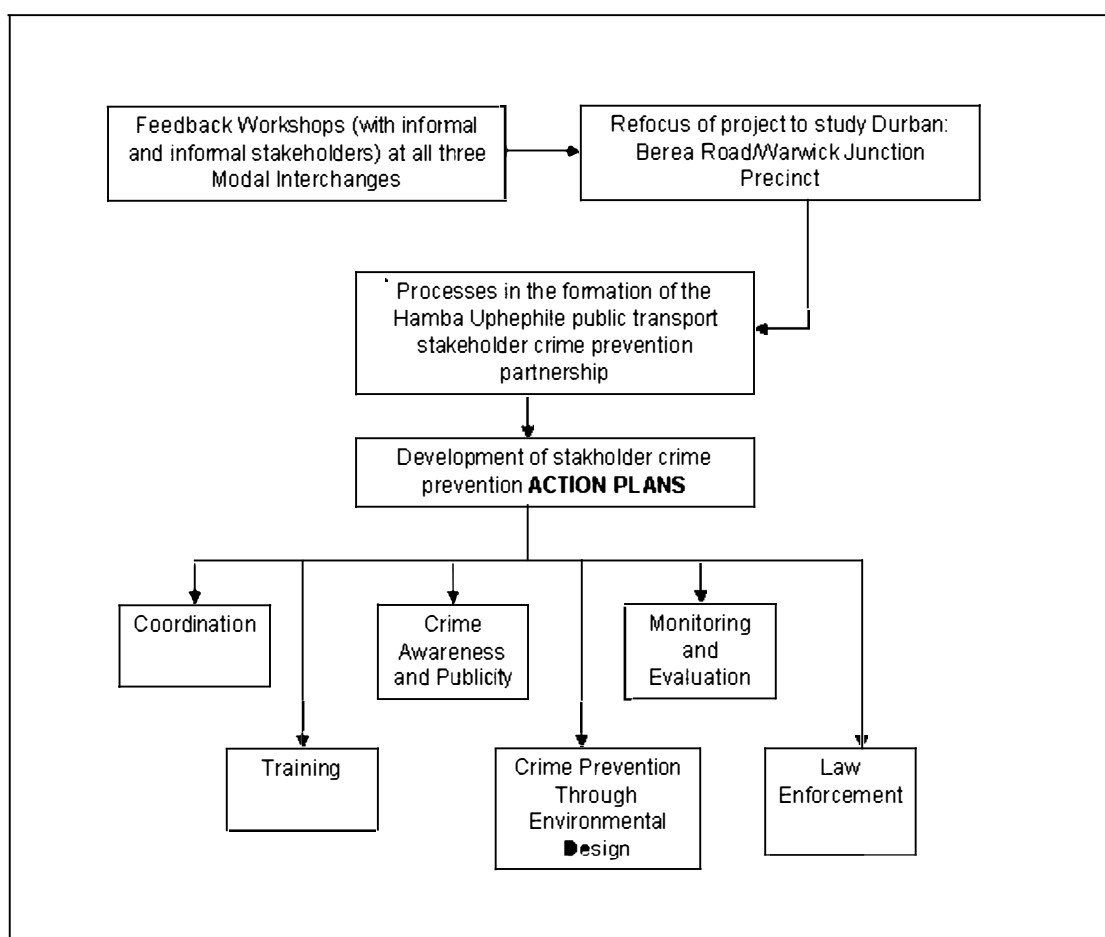 Feedback Workshops (with informal
and informal stakeholders) at all three
Modal Interchanges
Refocus of project to study Durban:
Berea Road/Warwick Junction
Precinct
Processes in the formation of the
Hamba Uphephile public transport
stakeholder crime prevention
partnership
Development of stakholder crime
prevention ACTION PLANS
Coordination
Crime
Awareness
and Publicity
Monitoring
and
Evaluation
Training
Crime Prevention
Through
Environmental
Design
Law
Enforcement